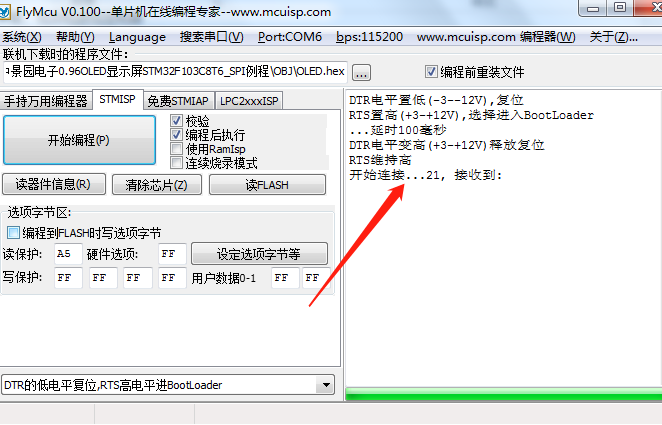 FlyMcu V0.100--单片机在线编程专家--www.mcuisp.com
系统(X) 帮助(Y) Language 搜索串口(V) Port:COM6 bps:115200 www.mcuisp.com 编程器(W) 关于(Z)...
联机下载时的程序文件:
景园电子0.96OLED显示屏STM32F103C8T6_SPI例程\OBJ\OLED.hex ... 编程前重装文件
手持万用编程器 STMISP 免费STMIAP LPC2xxxISP
开始编程(P)
校验
编程后执行
使用RamIsp
连续烧录模式
读器件信息(R) 清除芯片(Z) 读FLASH
选项字节区:
编程到FLASH时写选项字节
读保护: A5 硬件选项: FF 设定选项字节等
写保护: FF FF FF FF 用户数据0-1 FF FF
DTR的低电平复位,RTS高电平进BootLoader
DTR电平置低(-3--12V),复位
RTS置高(+3-+12V),选择进入BootLoader
...延时100毫秒
DTR电平变高(+3-+12V)释放复位
RTS维持高
开始连接...21, 接收到: